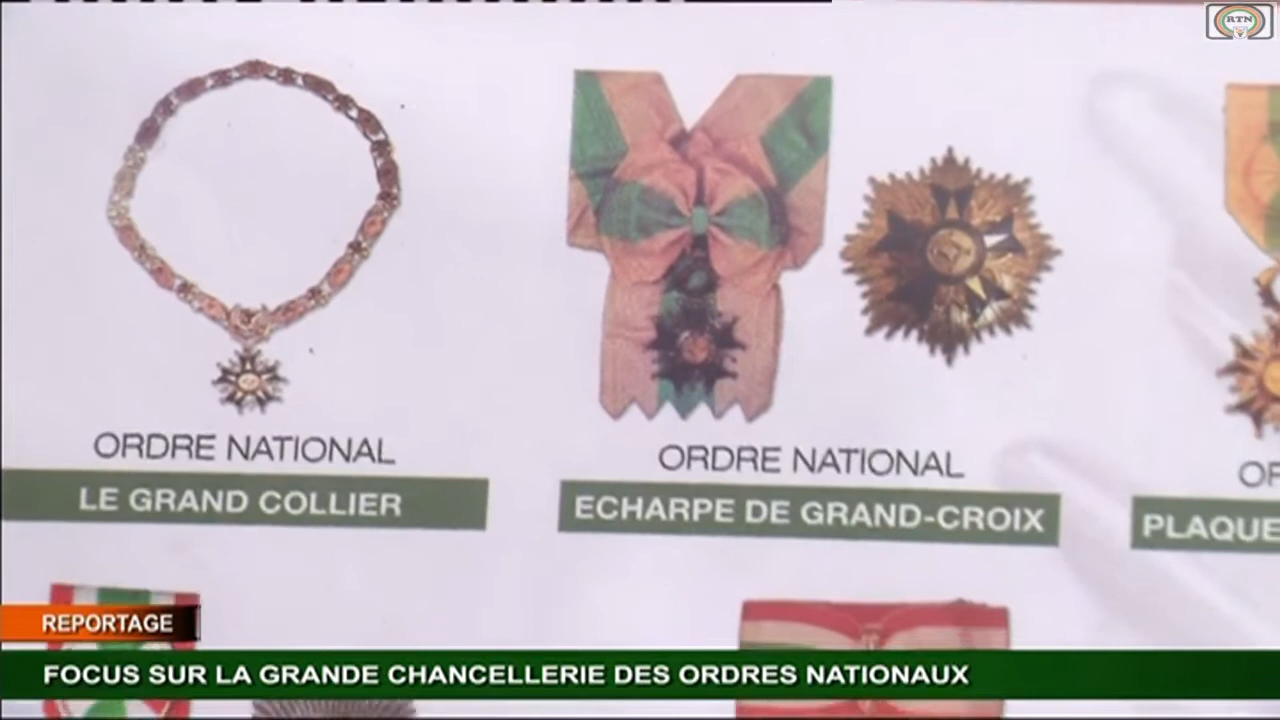 RTN
ORDRE NATIONAL
LE GRAND COLLIER
ORDRE NATIONAL
ECHARPE DE GRAND-CROIX
PLAQUE
REPORTAGE
FOCUS SUR LA GRANDE CHANCELLERIE DES ORDRES NATIONAUX